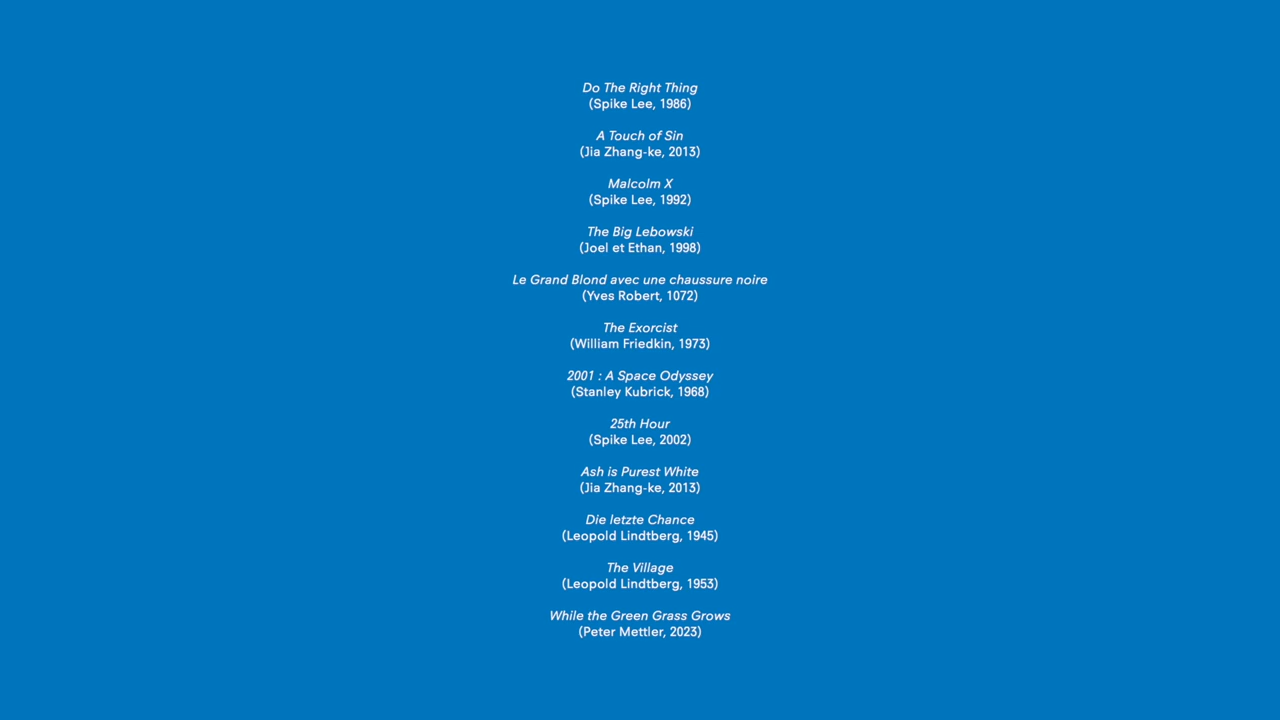 Do The Right Thing
(Spike Lee, 1986)
A Touch of Sin
(Jia Zhang-ke, 2013)
Malcolm X
(Spike Lee, 1992)
The Big Lebowski
(Joel et Ethan, 1998)
Le Grand Blond avec une chaussure noire
(Yves Robert, 1072)
The Exorcist
(William Friedkin, 1973)
2001 : A Space Odyssey
(Stanley Kubrick, 1968)
25th Hour
(Spike Lee, 2002)
Ash is Purest White
(Jia Zhang-ke, 2013)
Die letzte Chance
(Leopold Lindtberg, 1945)
The Village
(Leopold Lindtberg, 1953)
While the Green Grass Grows
(Peter Mettler, 2023)